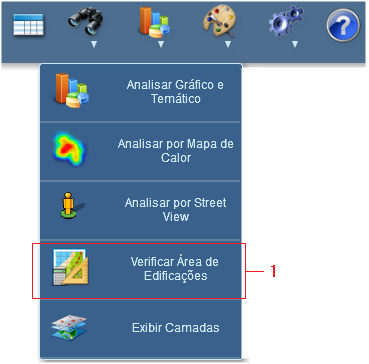 ?
Analisar Gráfico e
Temático
Analisar por Mapa de
Calor
Analisar por Street
View
Verificar Área de
Edificações
1
Exibir Camadas